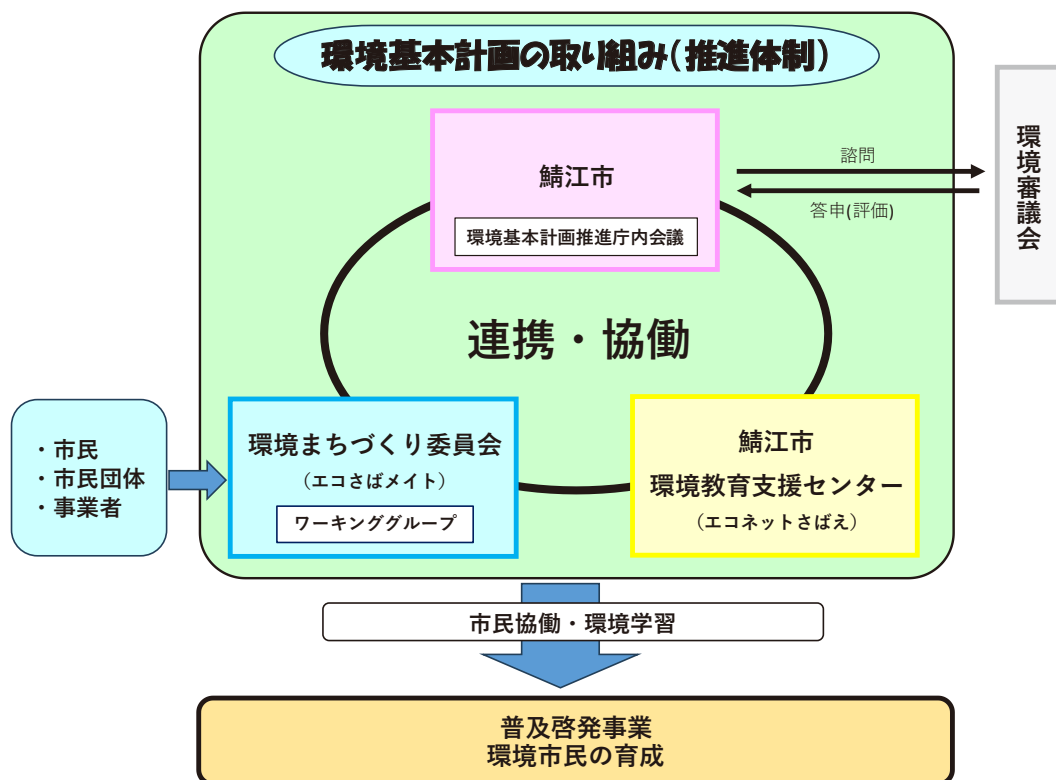 環境基本計画の取り組み(推進体制)
鯖江市
環境基本計画推進庁内会議
諮問
答申(評価)
環境審議会
連携・協働
・市民
・市民団体
・事業者
環境まちづくり委員会
（エコさばメイト）
ワーキンググループ
鯖江市
環境教育支援センター
（エコネットさばえ）
市民協働・環境学習
普及啓発事業
環境市民の育成